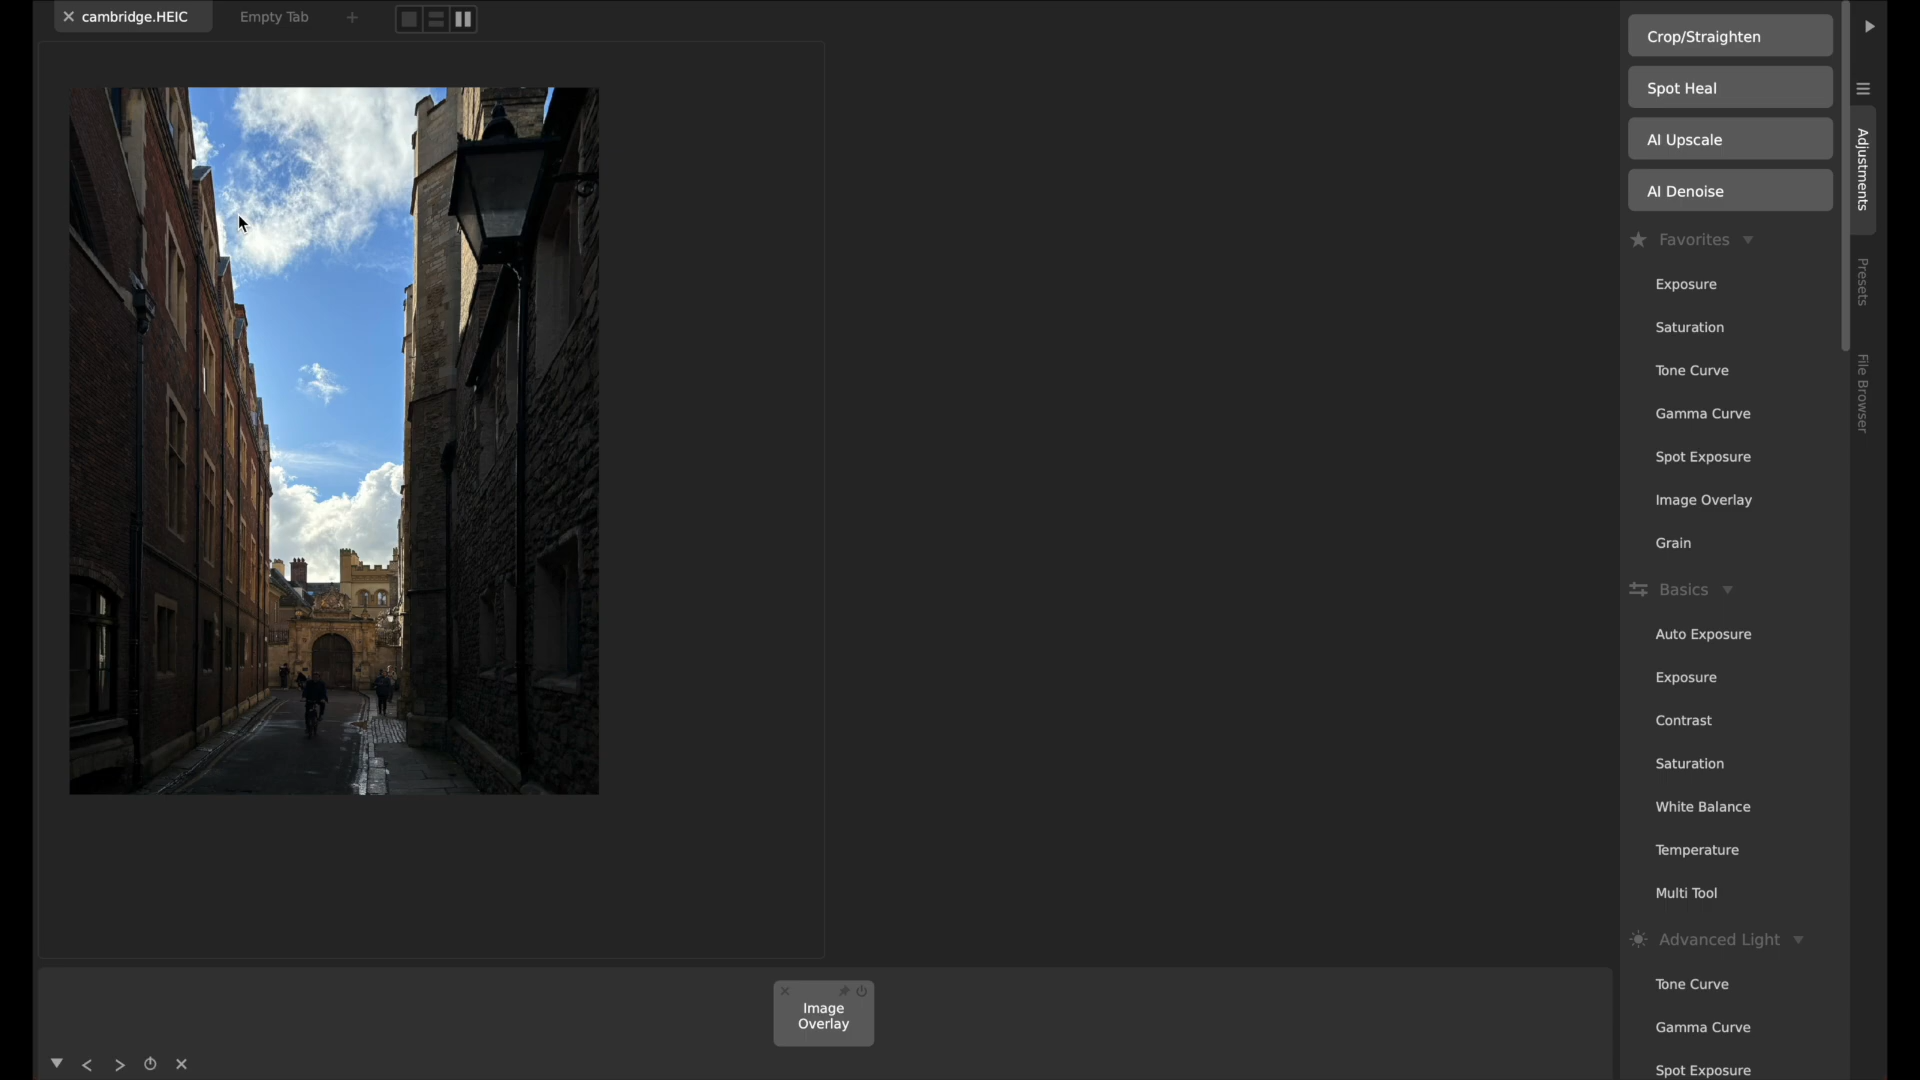 cambridge.HEIC
Empty Tab
Crop/Straighten
Spot Heal
AI Upscale
AI Denoise
Favorites
Exposure
Saturation
Tone Curve
Gamma Curve
Spot Exposure
Image Overlay
Grain
Basics
Auto Exposure
Exposure
Contrast
Saturation
White Balance
Temperature
Multi Tool
Advanced Light
Tone Curve
Gamma Curve
Spot Exposure
Adjustments
Presets
File Browser
Image
Overlay